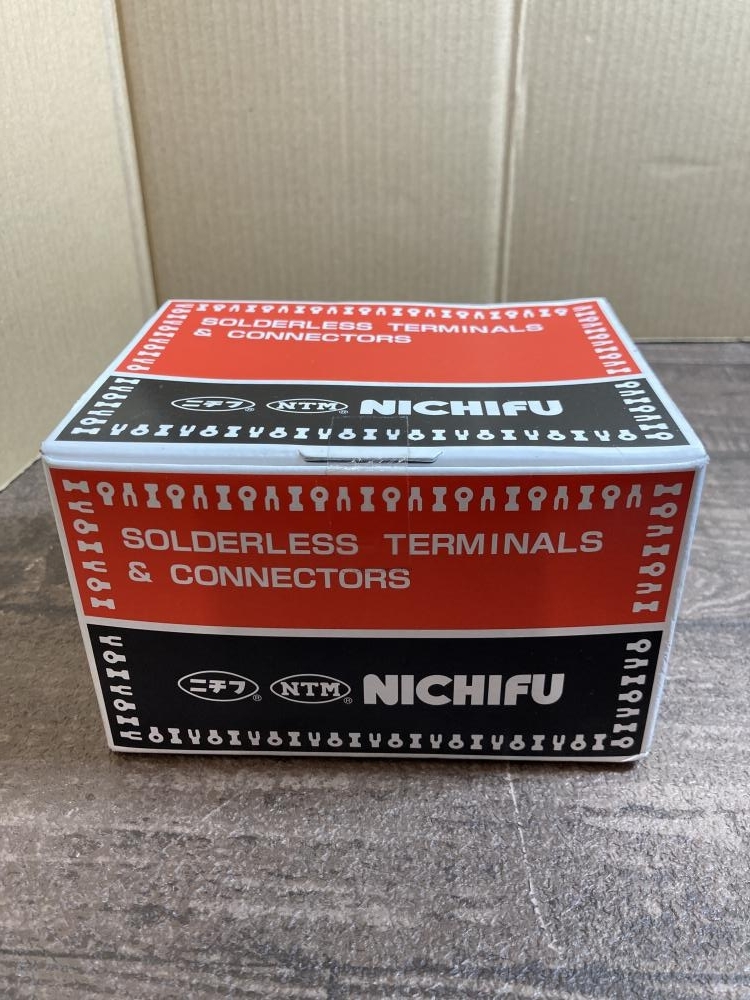 SOLDERLESS TERMINALS
& CONNECTORS
ニチフ® NTM® NICHIFU
SOLDERLESS TERMINALS
& CONNECTORS
ニチフ® NTM® NICHIFU